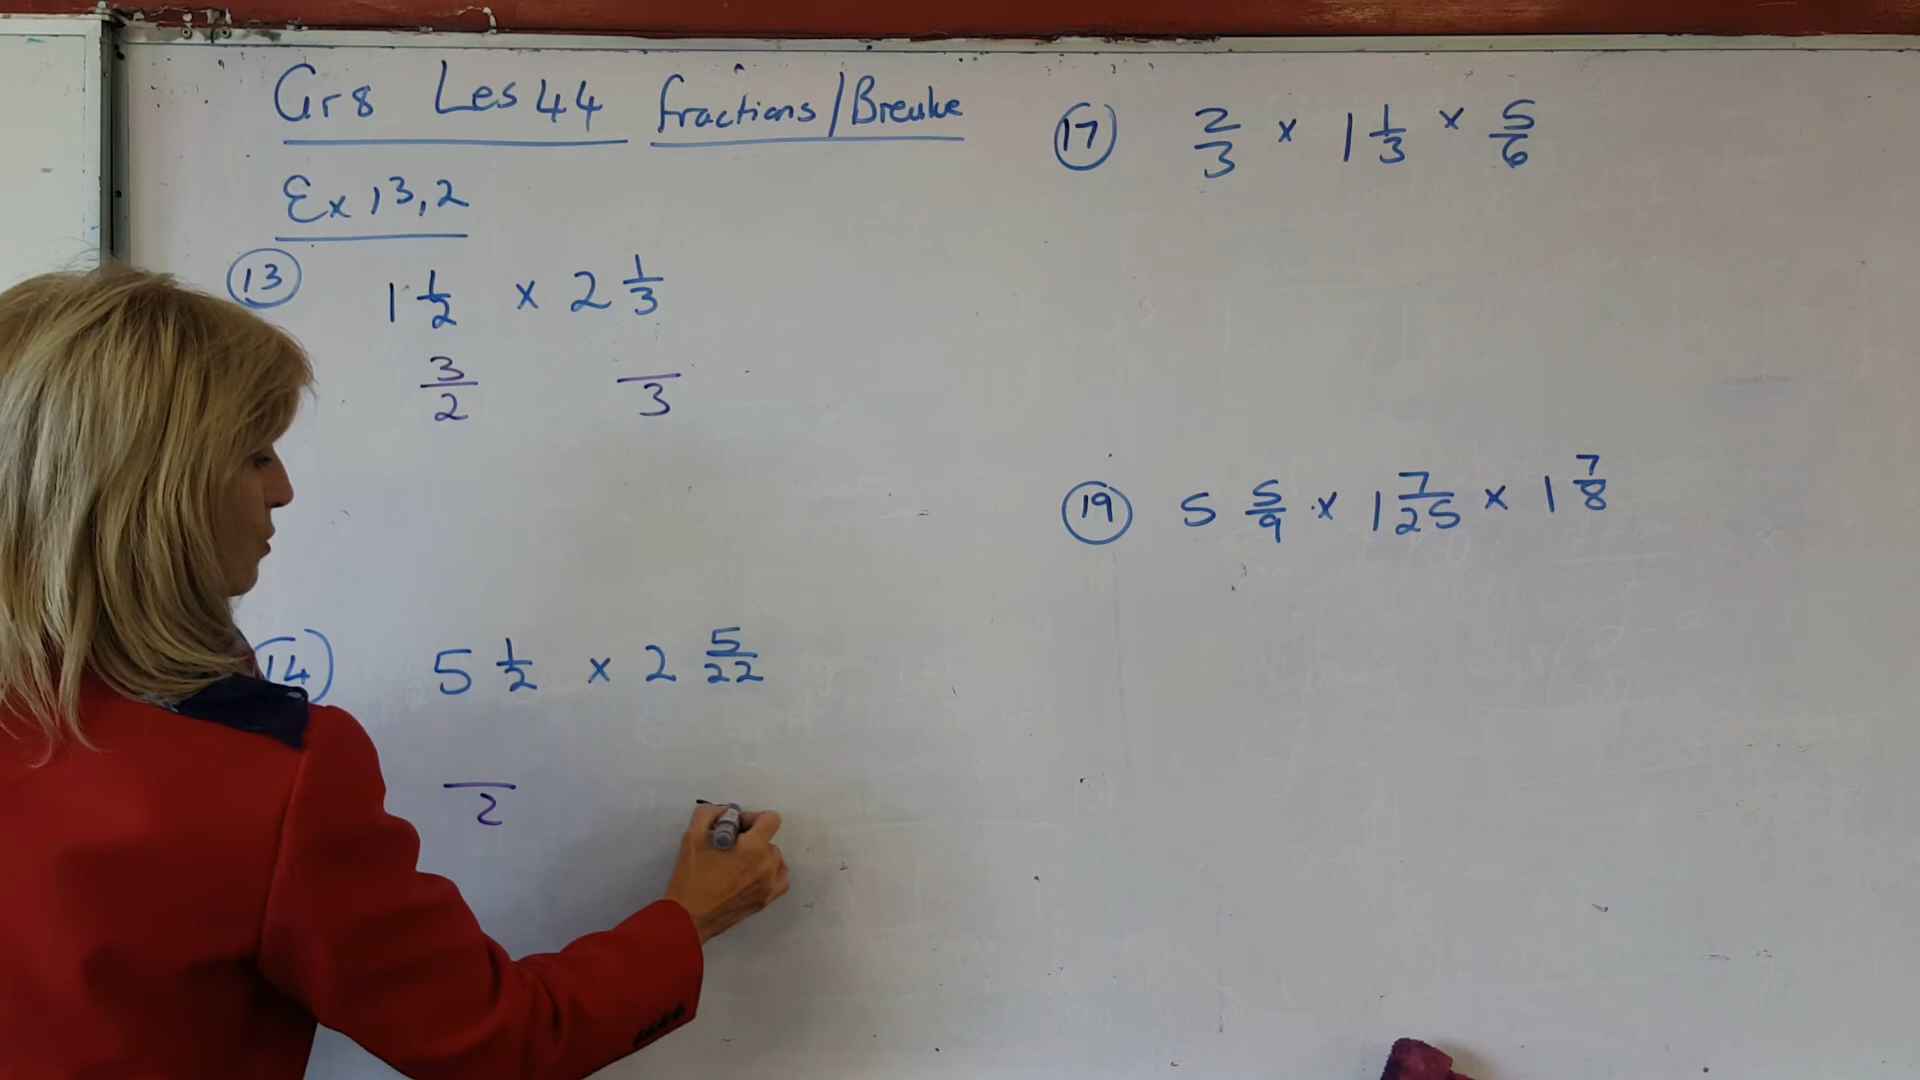 Gr 8 Les 44 fractions / Breuke
Ex 13,2
(13) 1 1/2 x 2 1/3
3/2 /3
(14) 5 1/2 x 2 5/22
/2
(17) 2/3 x 1 1/3 x 5/6
(19) 5 5/9 x 1 7/25 x 1 7/8